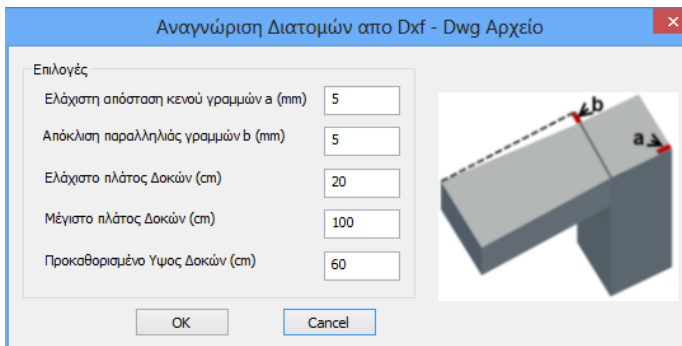 Αναγνώριση Διατομών απο Dxf - Dwg Αρχείο
Επιλογές
Ελάχιστη απόσταση κενού γραμμών a (mm) 5
Απόκλιση παραλληλιάς γραμμών b (mm) 5
Ελάχιστο πλάτος Δοκών (cm) 20
Μέγιστο πλάτος Δοκών (cm) 100
Προκαθορισμένο Υψος Δοκών (cm) 60
b
a
OK Cancel